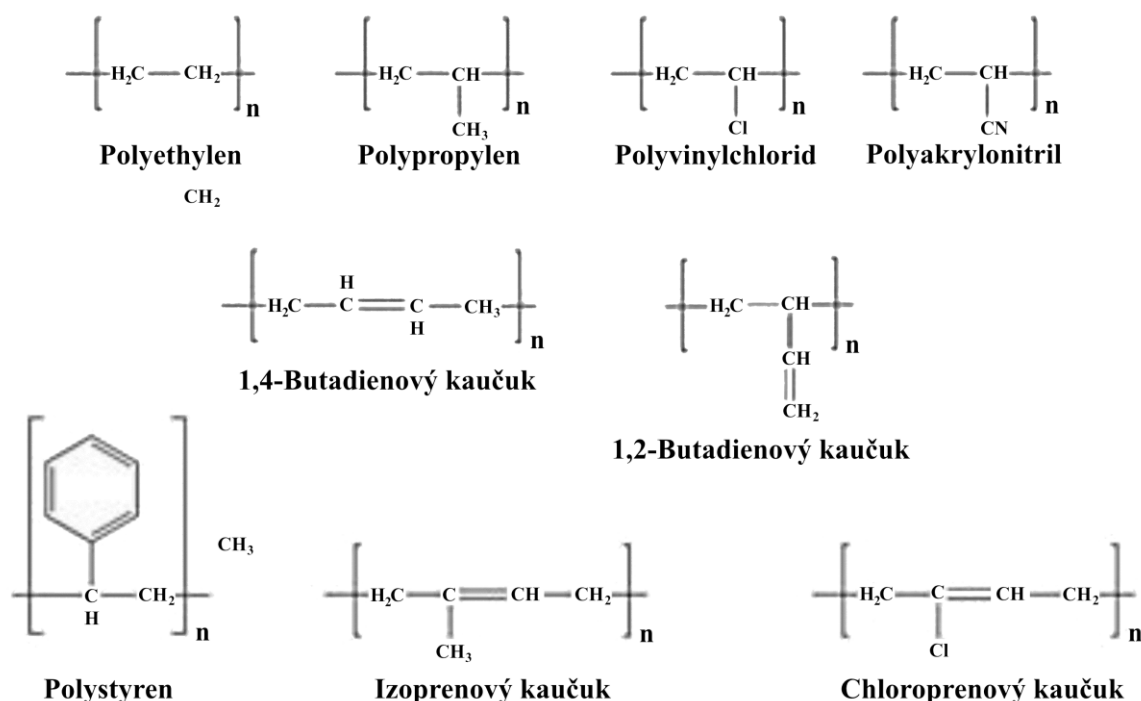 H₂C CH₂ n
H₂C CH CH₃ n
H₂C CH Cl n
H₂C CH CN n
Polyethylen
Polypropylen
Polyvinylchlorid
Polyakrylonitril
CH₂
H₂C H C C H CH₃ n
1,4-Butadienový kaučuk
H₂C CH CH CH₂ n
1,2-Butadienový kaučuk
C H CH₂ n
Polystyren
CH₃
H₂C C CH CH₂ CH₃ n
Izoprenový kaučuk
H₂C C CH CH₂ Cl n
Chloroprenový kaučuk